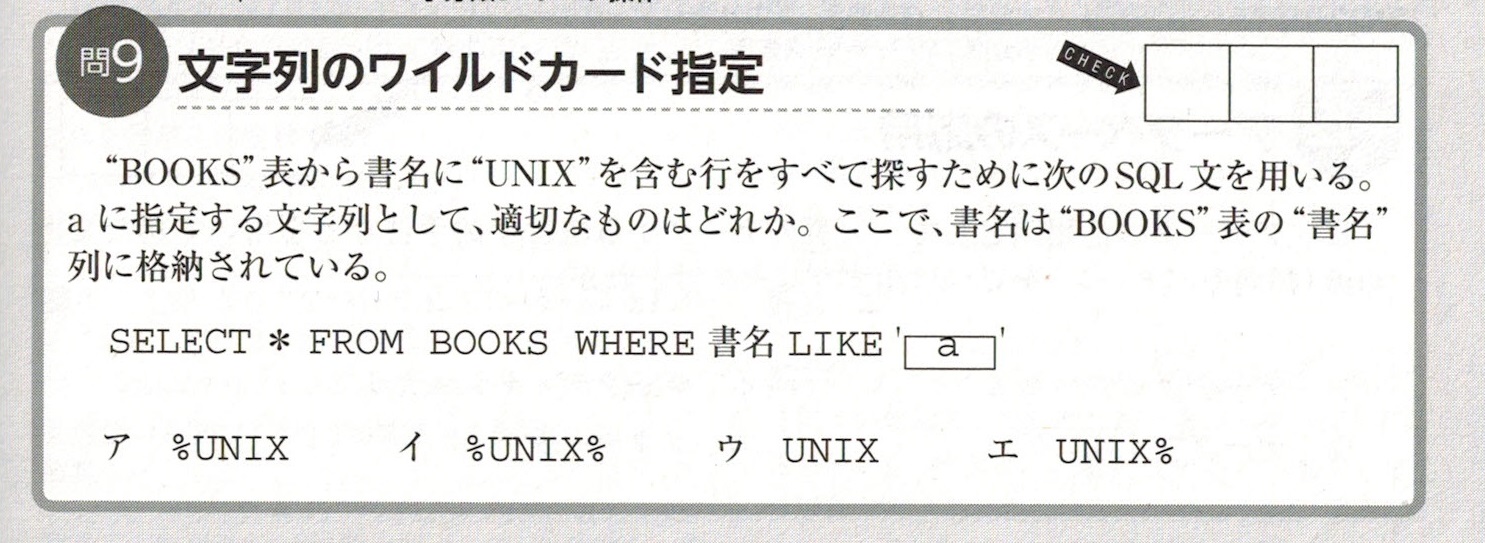 問9 文字列のワイルドカード指定
CHECK
“BOOKS”表から書名に“UNIX”を含む行をすべて探すために次のSQL文を用いる。
a に指定する文字列として、適切なものはどれか。ここで、書名は“BOOKS”表の“書名”
列に格納されている。
SELECT * FROM BOOKS WHERE 書名 LIKE 'a'
ア %UNIX イ %UNIX% ウ UNIX エ UNIX%